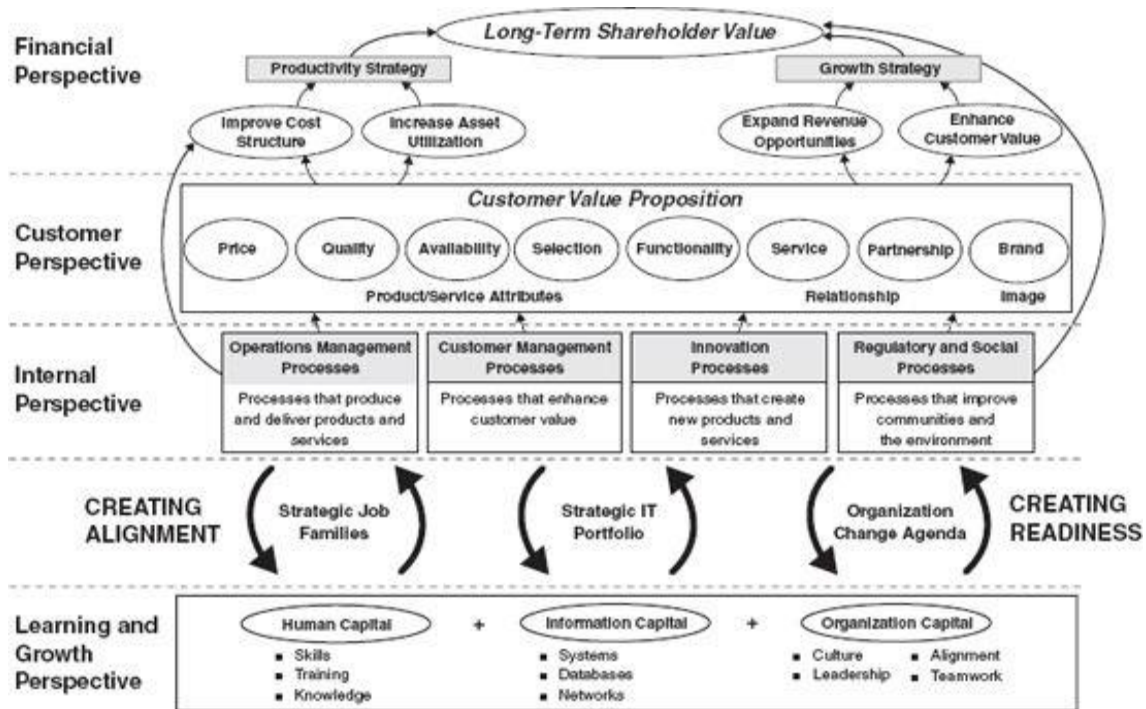 Financial
Perspective
Long-Term Shareholder Value
Productivity Strategy
Growth Strategy
Improve Cost
Structure
Increase Asset
Utilization
Expand Revenue
Opportunities
Enhance
Customer Value
Customer
Perspective
Customer Value Proposition
Price
Quality
Availability
Selection
Functionality
Service
Partnership
Brand
Product/Service Attributes
Relationship
Image
Internal
Perspective
Operations Management
Processes
Processes that produce
and deliver products and
services
Customer Management
Processes
Processes that enhance
customer value
Innovation
Processes
Processes that create
new products and
services
Regulatory and Social
Processes
Processes that improve
communities and
the environment
CREATING
ALIGNMENT
Strategic Job
Families
Strategic IT
Portfolio
Organization
Change Agenda
CREATING
READINESS
Learning and
Growth
Perspective
Human Capital
+
Information Capital
+
Organization Capital
▪ Skills
▪ Training
▪ Knowledge
▪ Systems
▪ Databases
▪ Networks
▪ Culture
▪ Leadership
▪ Alignment
▪ Teamwork